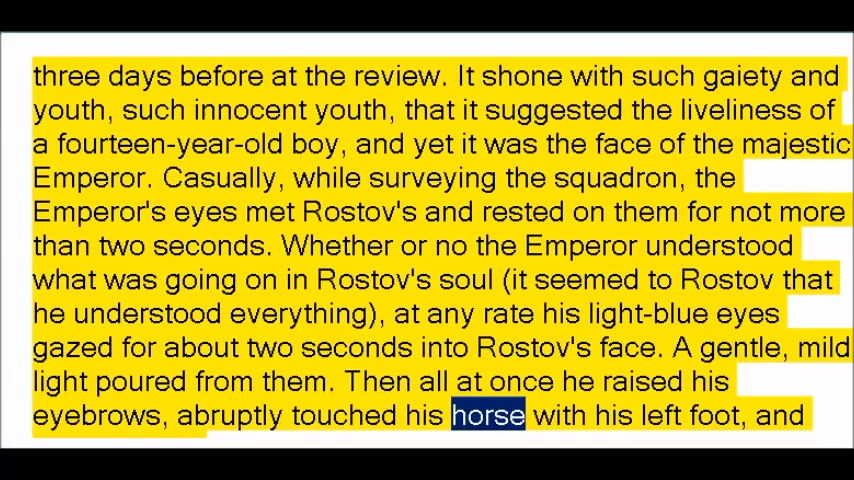 three days before at the review. It shone with such gaiety and
youth, such innocent youth, that it suggested the liveliness of
a fourteen-year-old boy, and yet it was the face of the majestic
Emperor. Casually, while surveying the squadron, the
Emperor's eyes met Rostov's and rested on them for not more
than two seconds. Whether or no the Emperor understood
what was going on in Rostov's soul (it seemed to Rostov that
he understood everything), at any rate his light-blue eyes
gazed for about two seconds into Rostov's face. A gentle, mild
light poured from them. Then all at once he raised his
eyebrows, abruptly touched his horse with his left foot, and